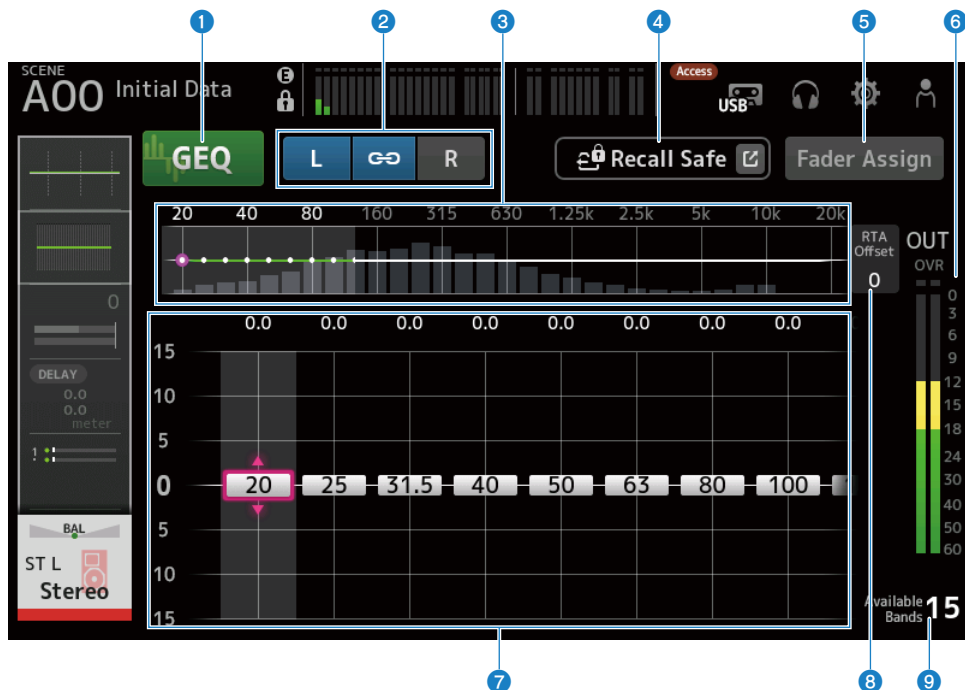 1 2 3 4 5 6
SCENE
A00 Initial Data
E
Access
USB
GEQ
L R
Recall Safe
Fader Assign
20 40 80 160 315 630 1.25k 2.5k 5k 10k 20k
RTA
Offset
0
OUT
OVR
0
3
6
9
12
15
18
24
30
40
50
60
0
DELAY
0.0
0.0
meter
1
BAL
ST L
Stereo
0.0 0.0 0.0 0.0 0.0 0.0 0.0 0.0
15
10
5
0
5
10
15
20 25 31.5 40 50 63 80 100
Available
Bands 15
7 8 9